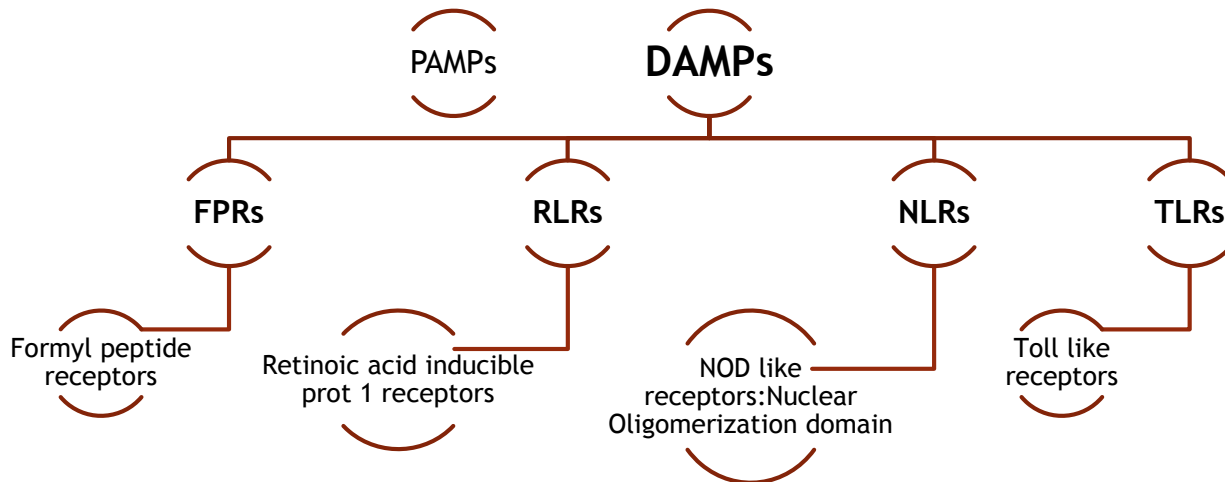 PAMPs
DAMPs
FPRs
RLRs
NLRs
TLRs
Formyl peptide
receptors
Retinoic acid inducible
prot 1 receptors
NOD like
receptors:Nuclear
Oligomerization domain
Toll like
receptors